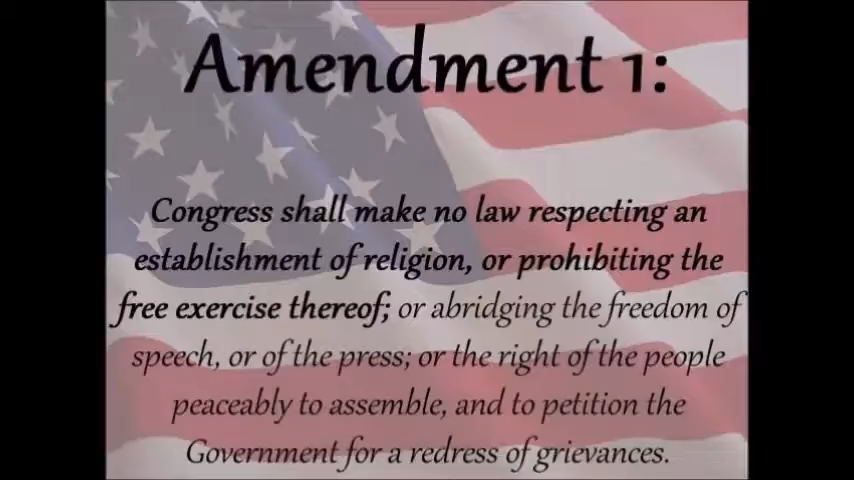 Amendment 1:
Congress shall make no law respecting an
establishment of religion, or prohibiting the
free exercise thereof; or abridging the freedom of
speech, or of the press; or the right of the people
peaceably to assemble, and to petition the
Government for a redress of grievances.